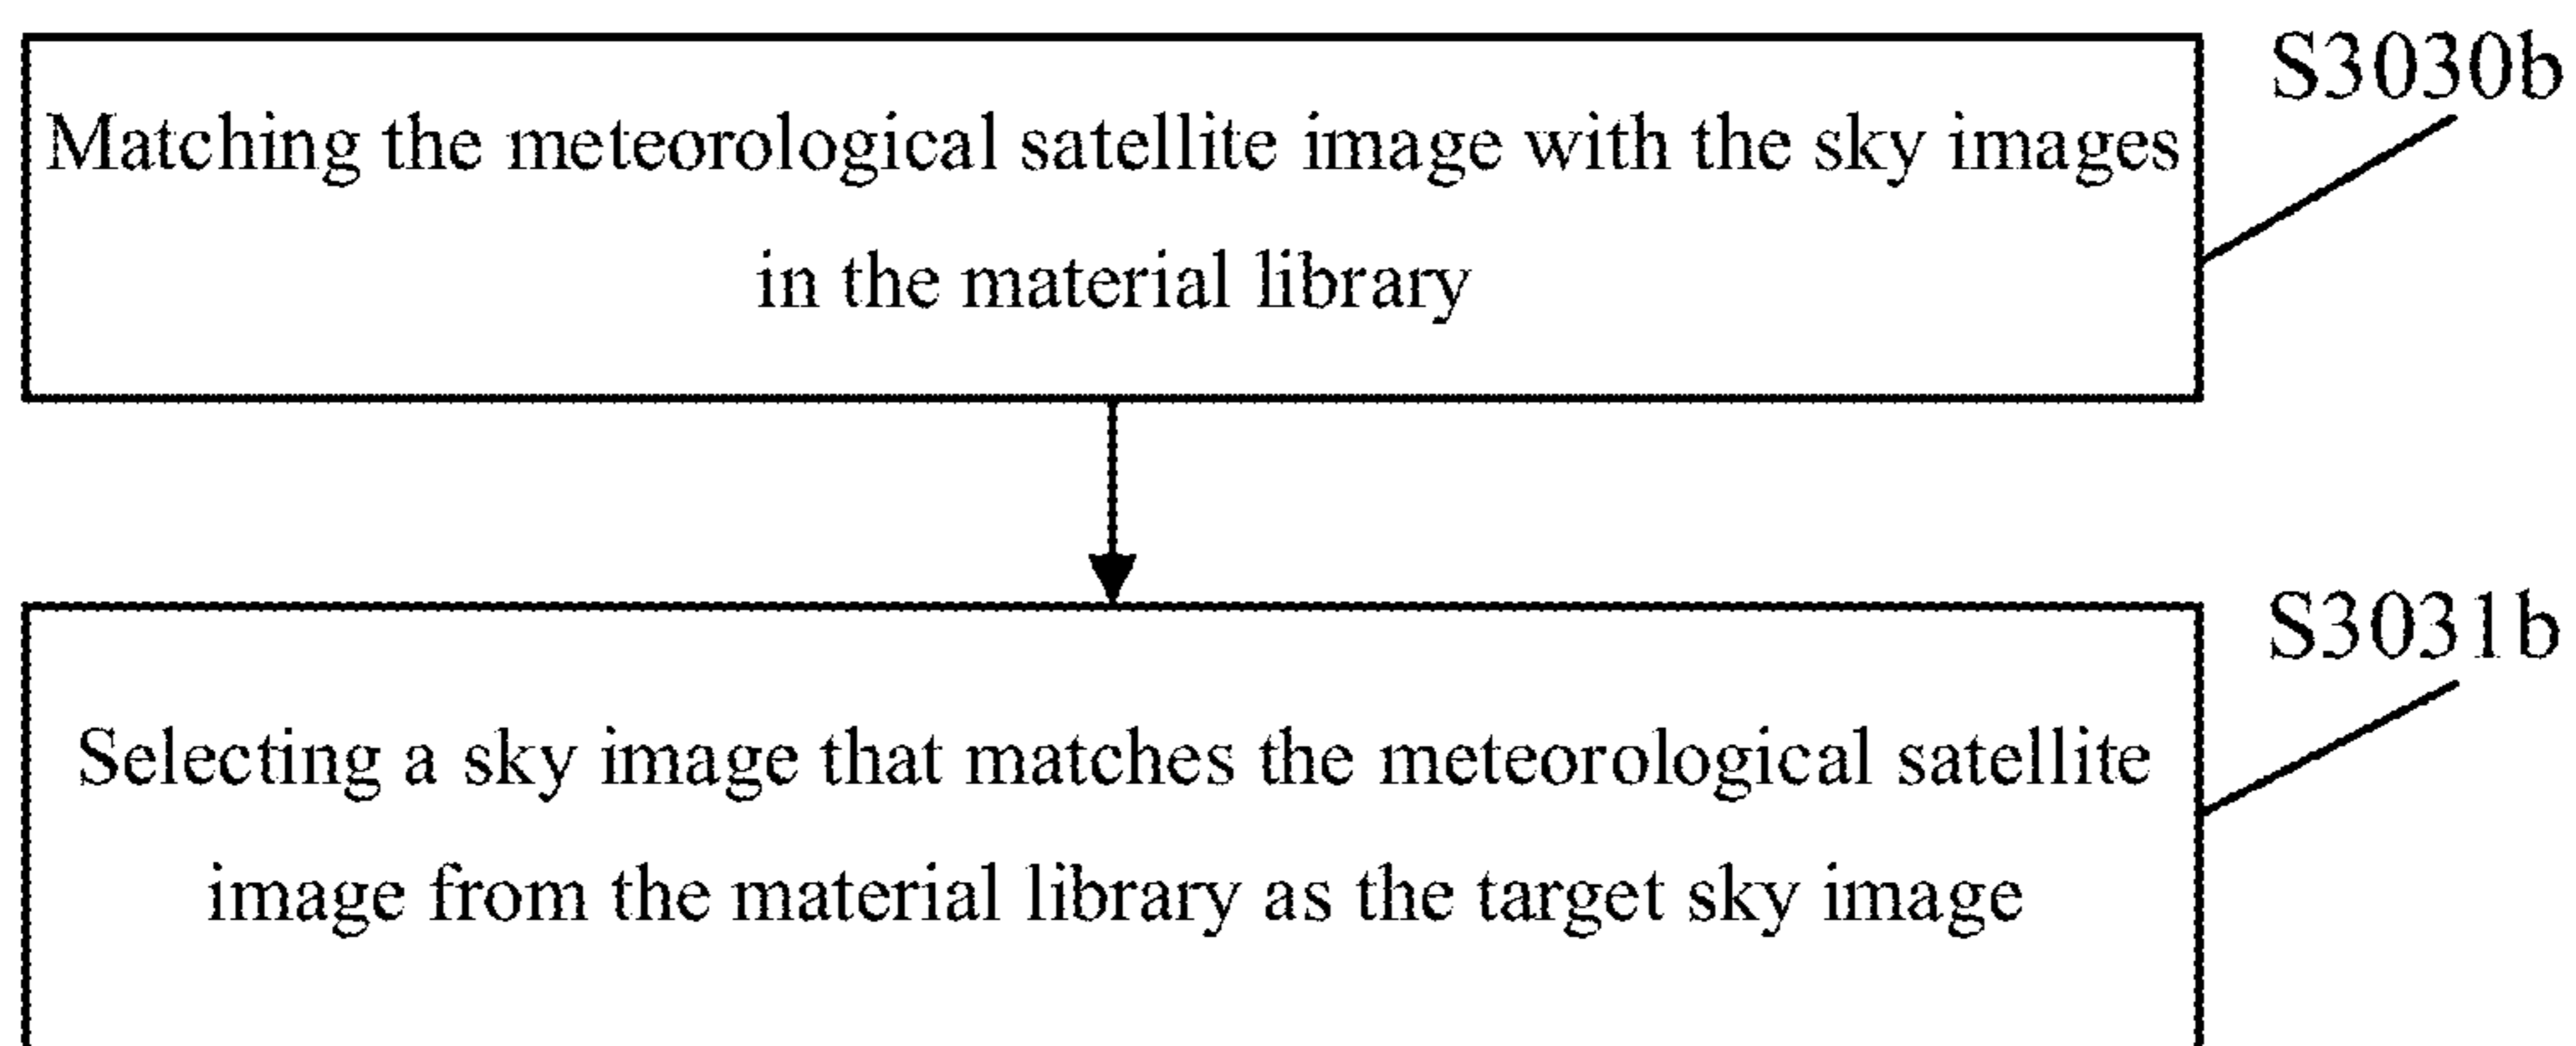 S3030b
Matching the meteorological satellite image with the sky images
in the material library
S3031b
Selecting a sky image that matches the meteorological satellite
image from the material library as the target sky image